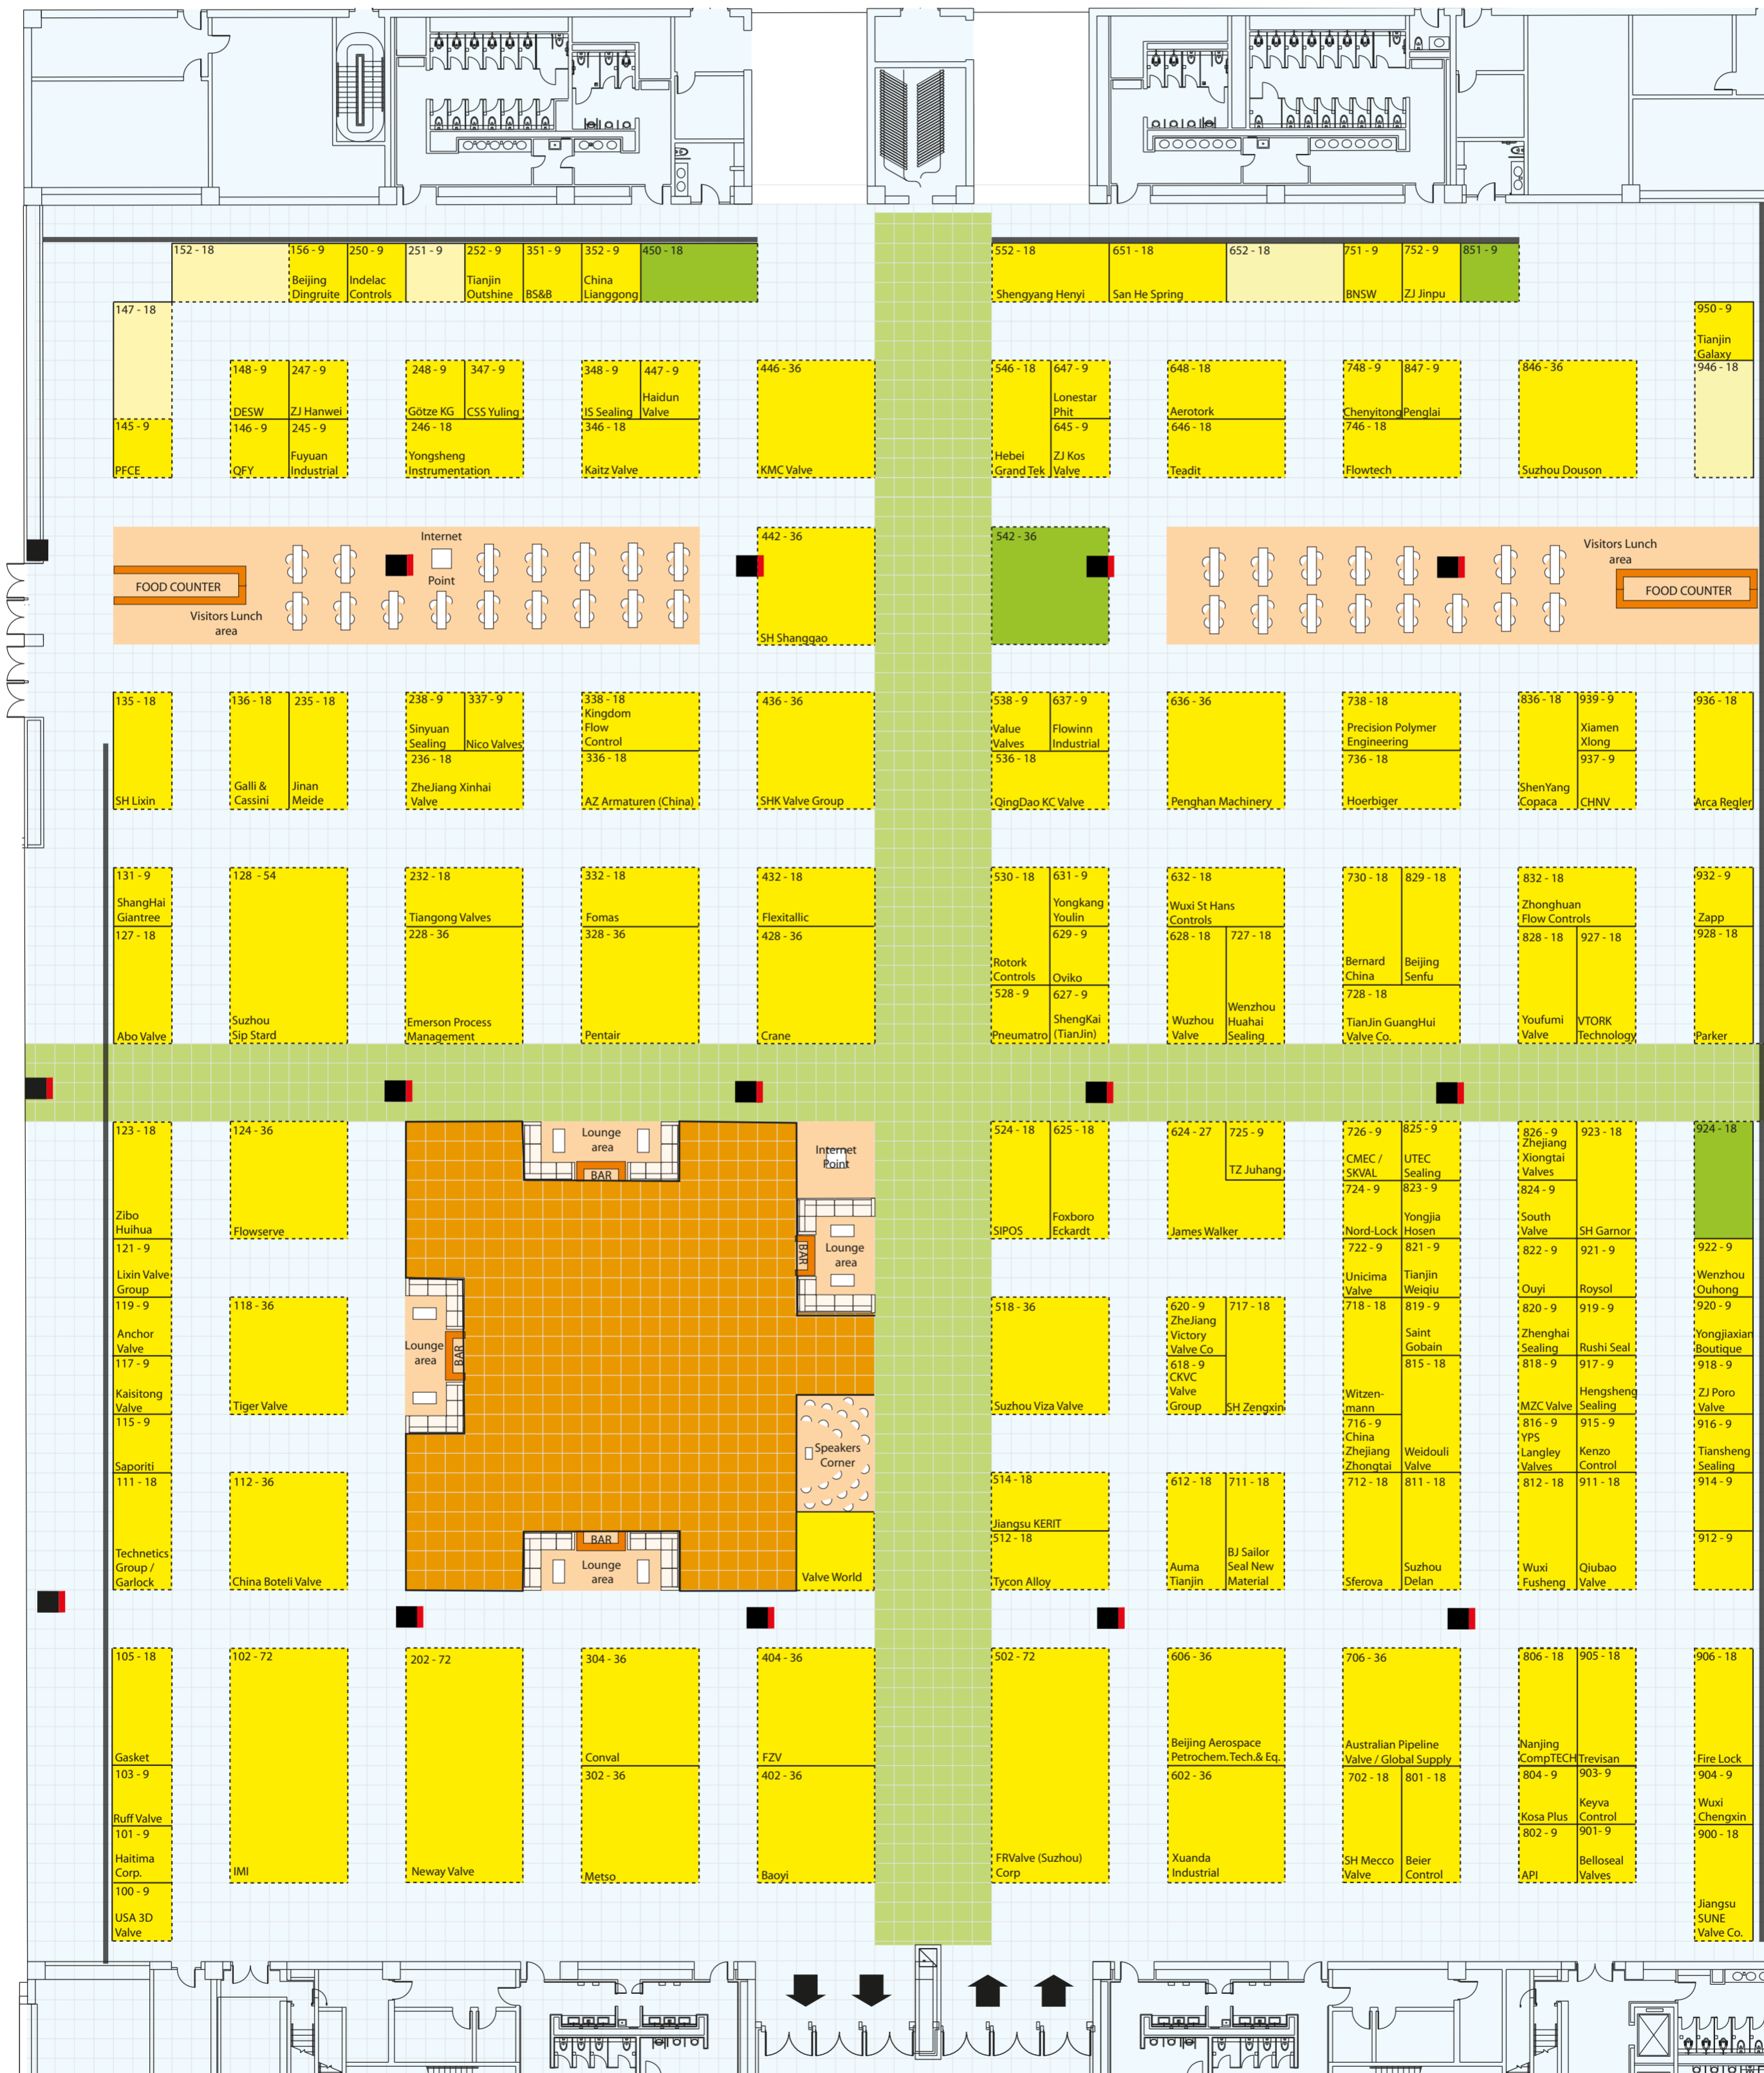 152 - 18
156 - 9
Beijing
Dingruite
250 - 9
Indelac
Controls
251 - 9
252 - 9
Tianjin
Outshine
351 - 9
BS&B
352 - 9
China
Lianggong
450 - 18
552 - 18
Shengyang Henyi
651 - 18
San He Spring
652 - 18
751 - 9
BNSW
752 - 9
ZJ Jinpu
851 - 9
147 - 18
950 - 9
Tianjin
Galaxy
148 - 9
DESW
247 - 9
ZJ Hanwei
248 - 9
Götze KG
347 - 9
CSS Yuling
348 - 9
IS Sealing
447 - 9
Haidun
Valve
446 - 36
KMC Valve
546 - 18
Hebei
Grand Tek
647 - 9
Lonestar
Phit
648 - 18
Aerotork
748 - 9
Chenyitong
847 - 9
Penglai
846 - 36
Suzhou Douson
946 - 18
145 - 9
PFCE
146 - 9
QFY
245 - 9
Fuyuan
Industrial
246 - 18
Yongsheng
Instrumentation
346 - 18
Kaitz Valve
645 - 9
ZJ Kos
Valve
646 - 18
Teadit
746 - 18
Flowtech
Internet
Point
FOOD COUNTER
Visitors Lunch
area
442 - 36
SH Shanggao
542 - 36
Visitors Lunch
area
FOOD COUNTER
135 - 18
SH Lixin
136 - 18
Galli &
Cassini
235 - 18
Jinan
Meide
238 - 9
Sinyuan
Sealing
337 - 9
Nico Valves
236 - 18
ZheJiang Xinhai
Valve
338 - 18
Kingdom
Flow
Control
336 - 18
AZ Armaturen (China)
436 - 36
SHK Valve Group
538 - 9
Value
Valves
637 - 9
Flowinn
Industrial
536 - 18
QingDao KC Valve
636 - 36
Penghan Machinery
738 - 18
Precision Polymer
Engineering
736 - 18
Hoerbiger
836 - 18
ShenYang
Copaca
939 - 9
Xiamen
Xlong
937 - 9
CHNV
936 - 18
Arca Regler
131 - 9
ShangHai
Giantree
127 - 18
Abo Valve
128 - 54
Suzhou
Sip Stard
232 - 18
Tiangong Valves
228 - 36
Emerson Process
Management
332 - 18
Fomas
328 - 36
Pentair
432 - 18
Flexitallic
428 - 36
Crane
530 - 18
Rotork
Controls
631 - 9
Yongkang
Youlin
629 - 9
Oviko
528 - 9
Pneumatro
627 - 9
ShengKai
(TianJin)
632 - 18
Wuxi St Hans
Controls
628 - 18
Wuzhou
Valve
727 - 18
Wenzhou
Huahai
Sealing
730 - 18
Bernard
China
829 - 18
Beijing
Senfu
728 - 18
TianJin GuangHui
Valve Co.
832 - 18
Zhonghuan
Flow Controls
828 - 18
Youfumi
Valve
927 - 18
VTORK
Technology
932 - 9
Zapp
928 - 18
Parker
123 - 18
Zibo
Huihua
124 - 36
Flowserve
Lounge
area
BAR
Internet
Point
BAR
Lounge
area
524 - 18
SIPOS
625 - 18
Foxboro
Eckardt
624 - 27
James Walker
725 - 9
TZ Juhang
726 - 9
CMEC /
SKVAL
825 - 9
UTEC
Sealing
724 - 9
Nord-Lock
823 - 9
Yongjia
Hosen
826 - 9
Zhejiang
Xiongtai
Valves
824 - 9
South
Valve
923 - 18
SH Garnor
924 - 18
121 - 9
Lixin Valve
Group
722 - 9
Unicima
Valve
821 - 9
Tianjin
Weiqiu
822 - 9
Ouyi
921 - 9
Roysol
922 - 9
Wenzhou
Ouhong
119 - 9
Anchor
Valve
117 - 9
Kaisitong
Valve
118 - 36
Tiger Valve
Lounge
area
BAR
518 - 36
Suzhou Viza Valve
620 - 9
ZheJiang
Victory
Valve Co
618 - 9
CKVC
Valve
Group
717 - 18
SH Zengxin
718 - 18
Witzen-
mann
819 - 9
Saint
Gobain
815 - 18
Weidouli
Valve
820 - 9
Zhenghai
Sealing
919 - 9
Rushi Seal
920 - 9
Yongjiaxian
Boutique
818 - 9
MZC Valve
917 - 9
Hengsheng
Sealing
918 - 9
ZJ Poro
Valve
115 - 9
Saporiti
Speakers
Corner
716 - 9
China
Zhejiang
Zhongtai
816 - 9
YPS
Langley
Valves
915 - 9
Kenzo
Control
916 - 9
Tiansheng
Sealing
111 - 18
Technetics
Group /
Garlock
112 - 36
China Boteli Valve
BAR
Lounge
area
Valve World
514 - 18
Jiangsu KERIT
512 - 18
Tycon Alloy
612 - 18
Auma
Tianjin
711 - 18
BJ Sailor
Seal New
Material
712 - 18
Sferova
811 - 18
Suzhou
Delan
812 - 18
Wuxi
Fusheng
911 - 18
Qiubao
Valve
914 - 9
912 - 9
105 - 18
Gasket
103 - 9
Ruff Valve
101 - 9
Haitima
Corp.
100 - 9
USA 3D
Valve
102 - 72
IMI
202 - 72
Neway Valve
304 - 36
Conval
302 - 36
Metso
404 - 36
FZV
402 - 36
Baoyi
502 - 72
FRValve (Suzhou)
Corp
606 - 36
Beijing Aerospace
Petrochem. Tech.& Eq.
602 - 36
Xuanda
Industrial
706 - 36
Australian Pipeline
Valve / Global Supply
702 - 18
SH Mecco
Valve
801 - 18
Beier
Control
806 - 18
Nanjing
CompTECH
905 - 18
Trevisan
804 - 9
Kosa Plus
903- 9
Keyva
Control
802 - 9
API
901- 9
Belloseal
Valves
906 - 18
Fire Lock
904 - 9
Wuxi
Chengxin
900 - 18
Jiangsu
SUNE
Valve Co.